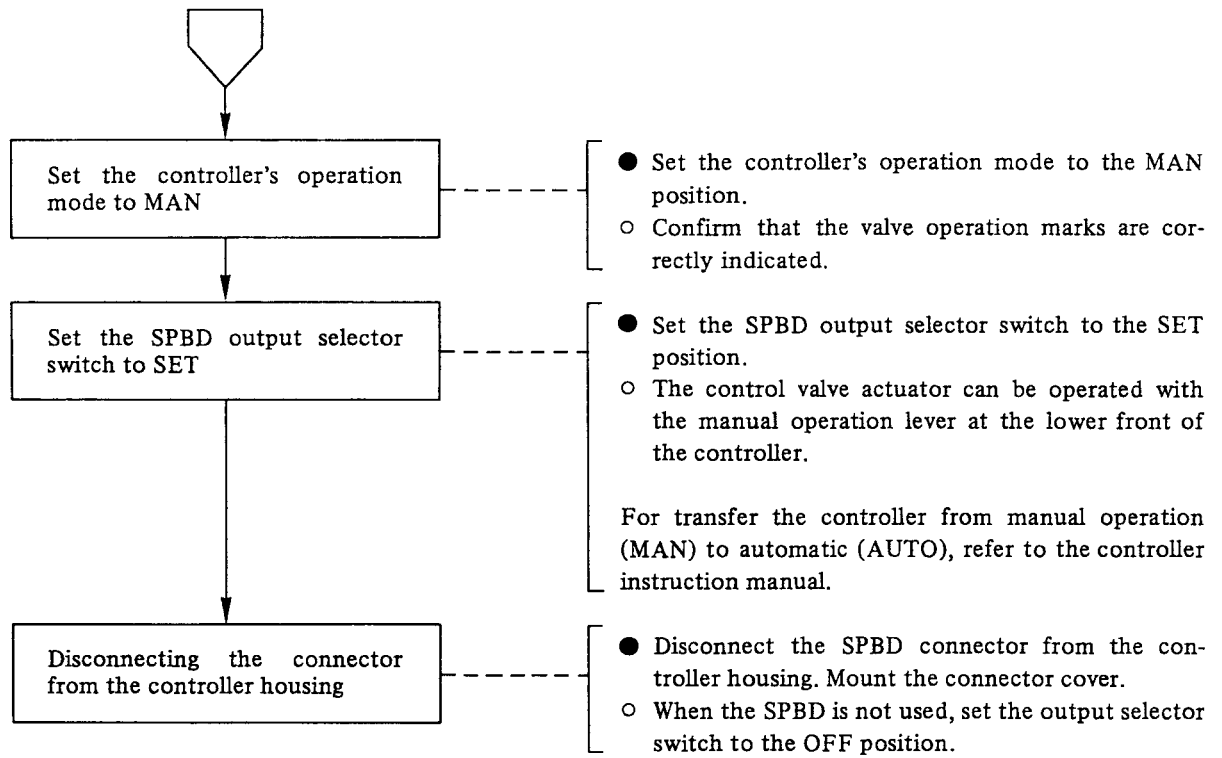 Set the controller's operation
mode to MAN
● Set the controller's operation mode to the MAN
position.
○ Confirm that the valve operation marks are cor-
rectly indicated.
Set the SPBD output selector
switch to SET
● Set the SPBD output selector switch to the SET
position.
○ The control valve actuator can be operated with
the manual operation lever at the lower front of
the controller.
For transfer the controller from manual operation
(MAN) to automatic (AUTO), refer to the controller
instruction manual.
Disconnecting the connector
from the controller housing
● Disconnect the SPBD connector from the con-
troller housing. Mount the connector cover.
○ When the SPBD is not used, set the output selector
switch to the OFF position.